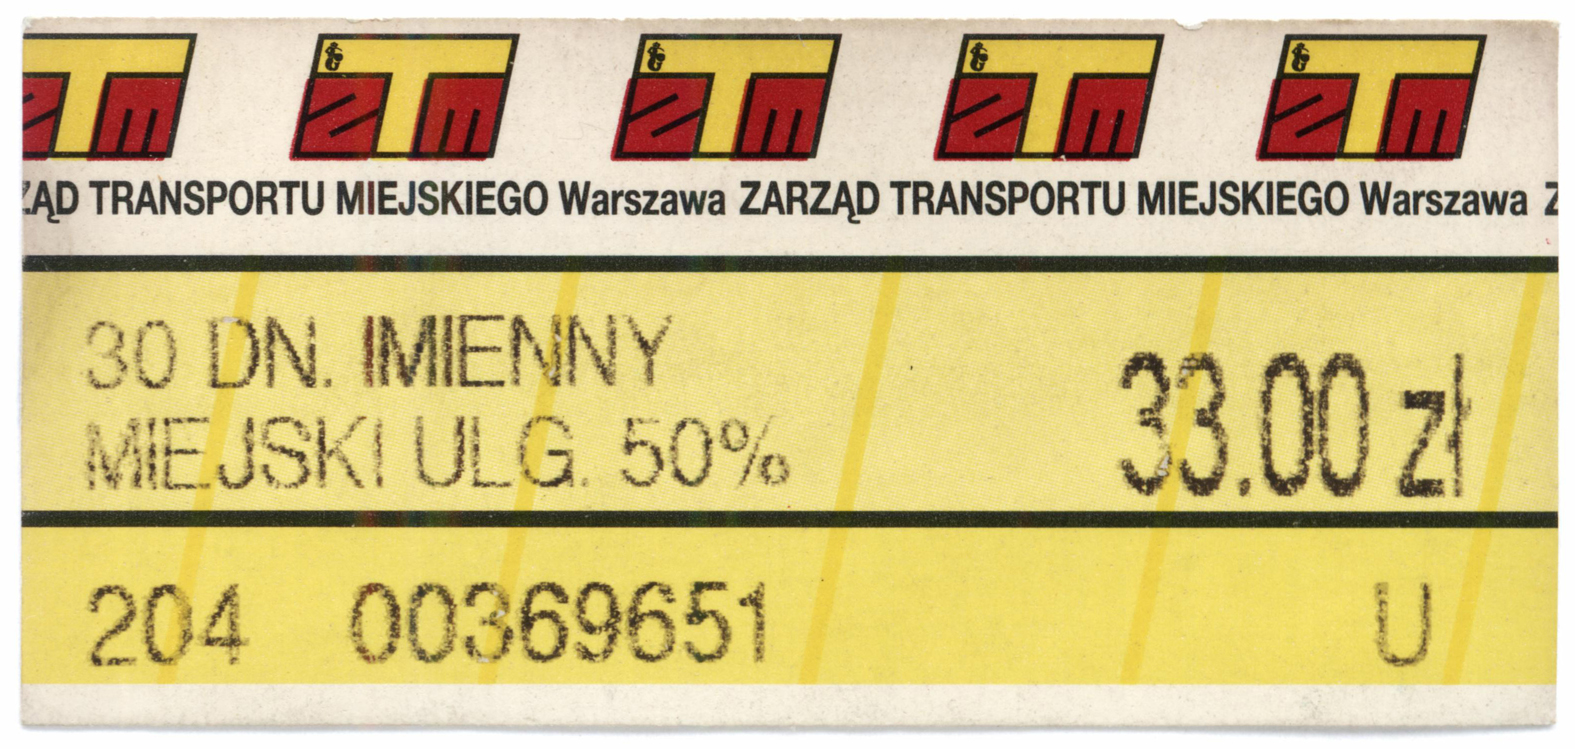 ZTM ZTM ZTM ZTM ZTM
ZĄD TRANSPORTU MIEJSKIEGO Warszawa ZARZĄD TRANSPORTU MIEJSKIEGO Warszawa Z
30 DN. IMIENNY
MIEJSKI ULG. 50%
33.00 zł
204 00369651 U